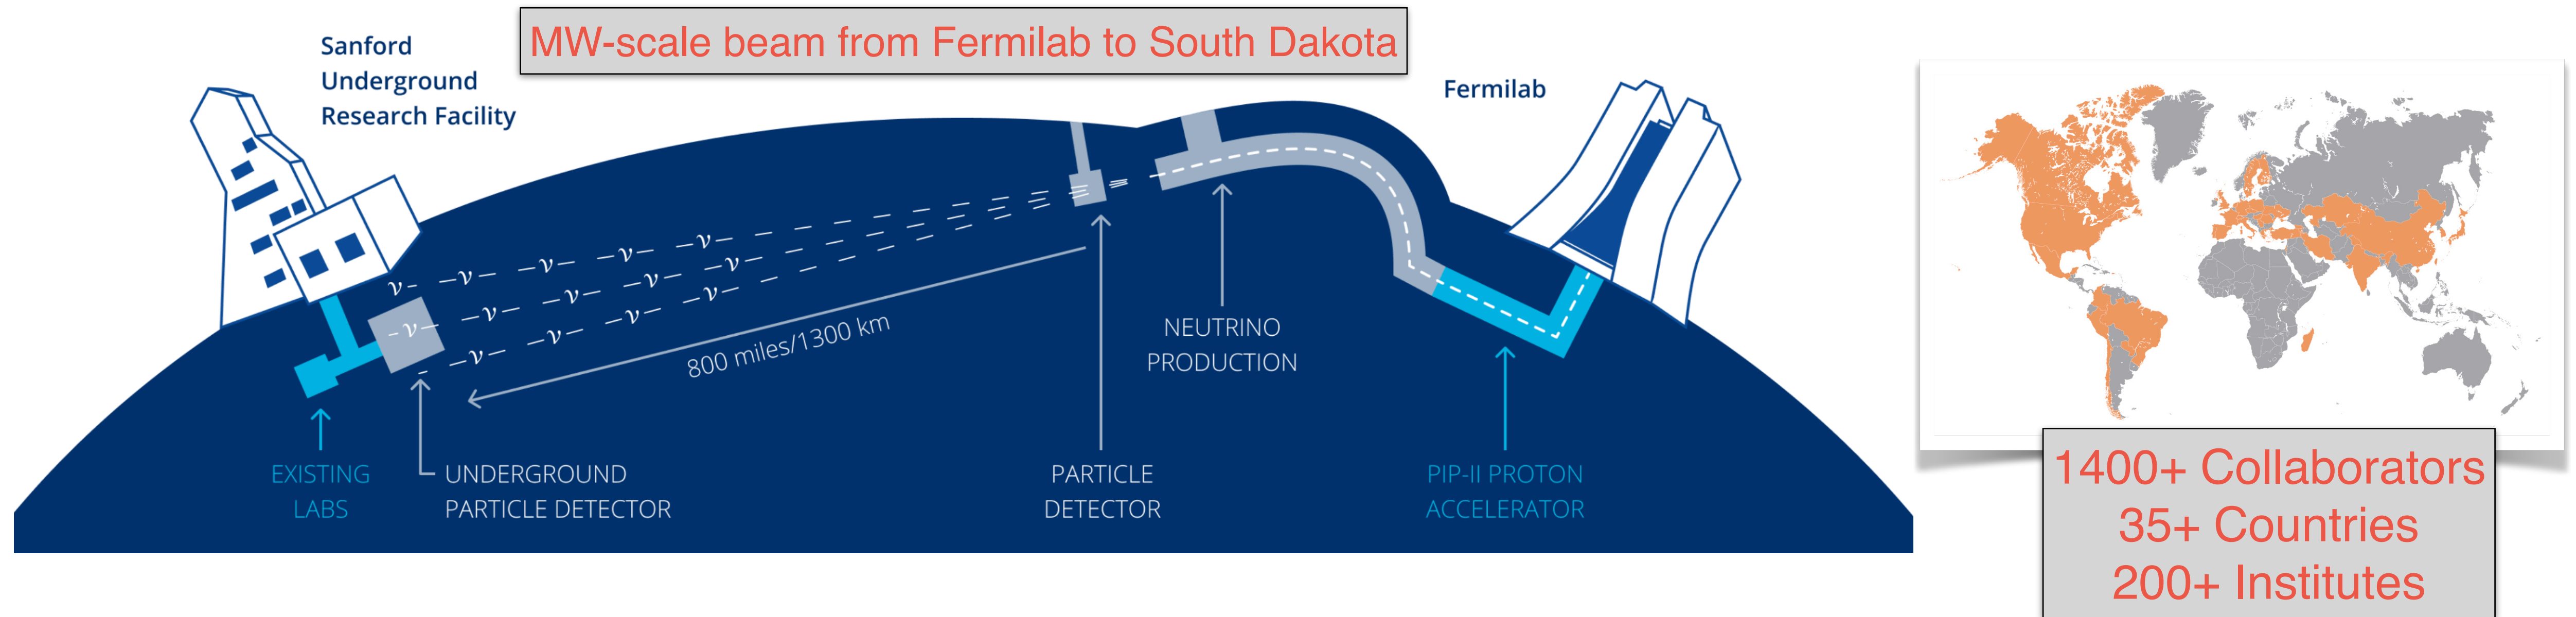 MW-scale beam from Fermilab to South Dakota
Sanford
Underground
Research Facility
Fermilab
ν ν ν ν
ν ν ν ν ν
ν ν ν ν
800 miles/1300 km
NEUTRINO
PRODUCTION
EXISTING
LABS
UNDERGROUND
PARTICLE DETECTOR
PARTICLE
DETECTOR
PIP-II PROTON
ACCELERATOR
1400+ Collaborators
35+ Countries
200+ Institutes